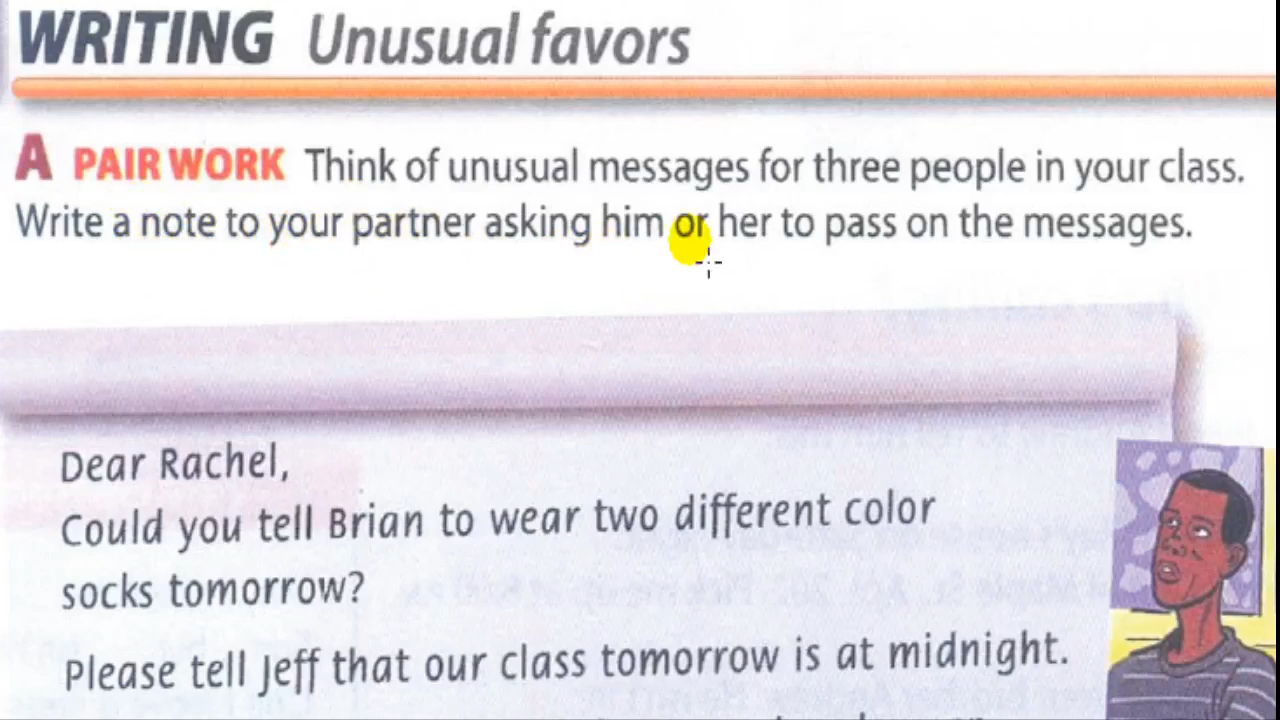 WRITING Unusual favors
A PAIR WORK Think of unusual messages for three people in your class.
Write a note to your partner asking him or her to pass on the messages.
Dear Rachel,
Could you tell Brian to wear two different color
socks tomorrow?
Please tell Jeff that our class tomorrow is at midnight.